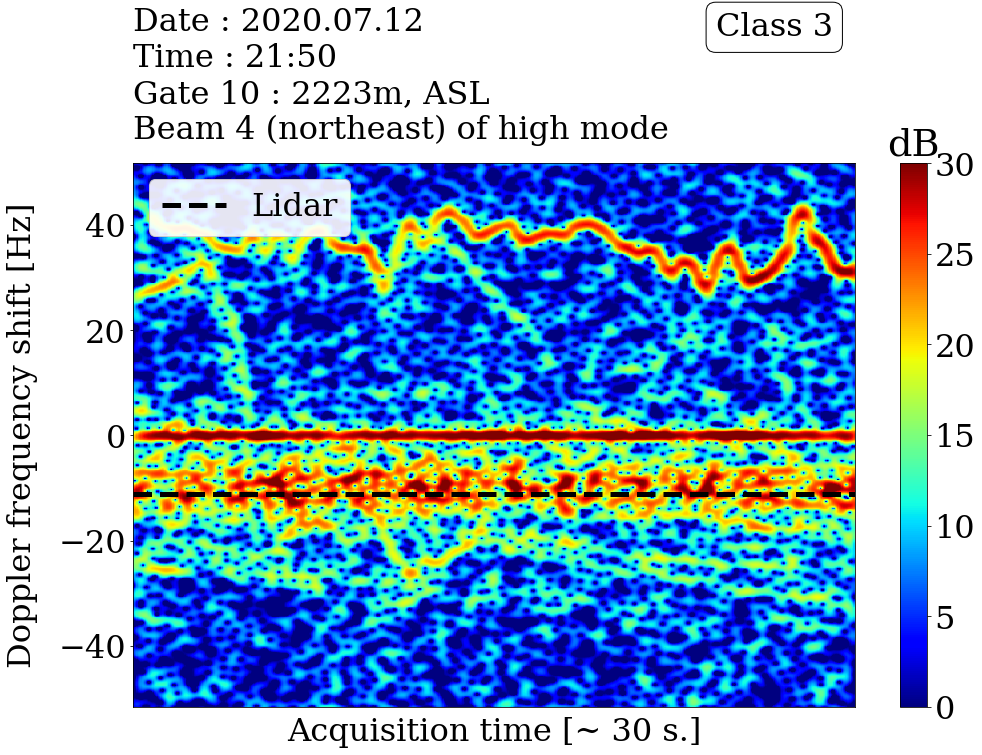 Date : 2020.07.12
Time : 21:50
Gate 10 : 2223m, ASL
Beam 4 (northeast) of high mode
Class 3
dB
Lidar
Doppler frequency shift [Hz]
40
20
0
−20
−40
30
25
20
15
10
5
0
Acquisition time [~ 30 s.]